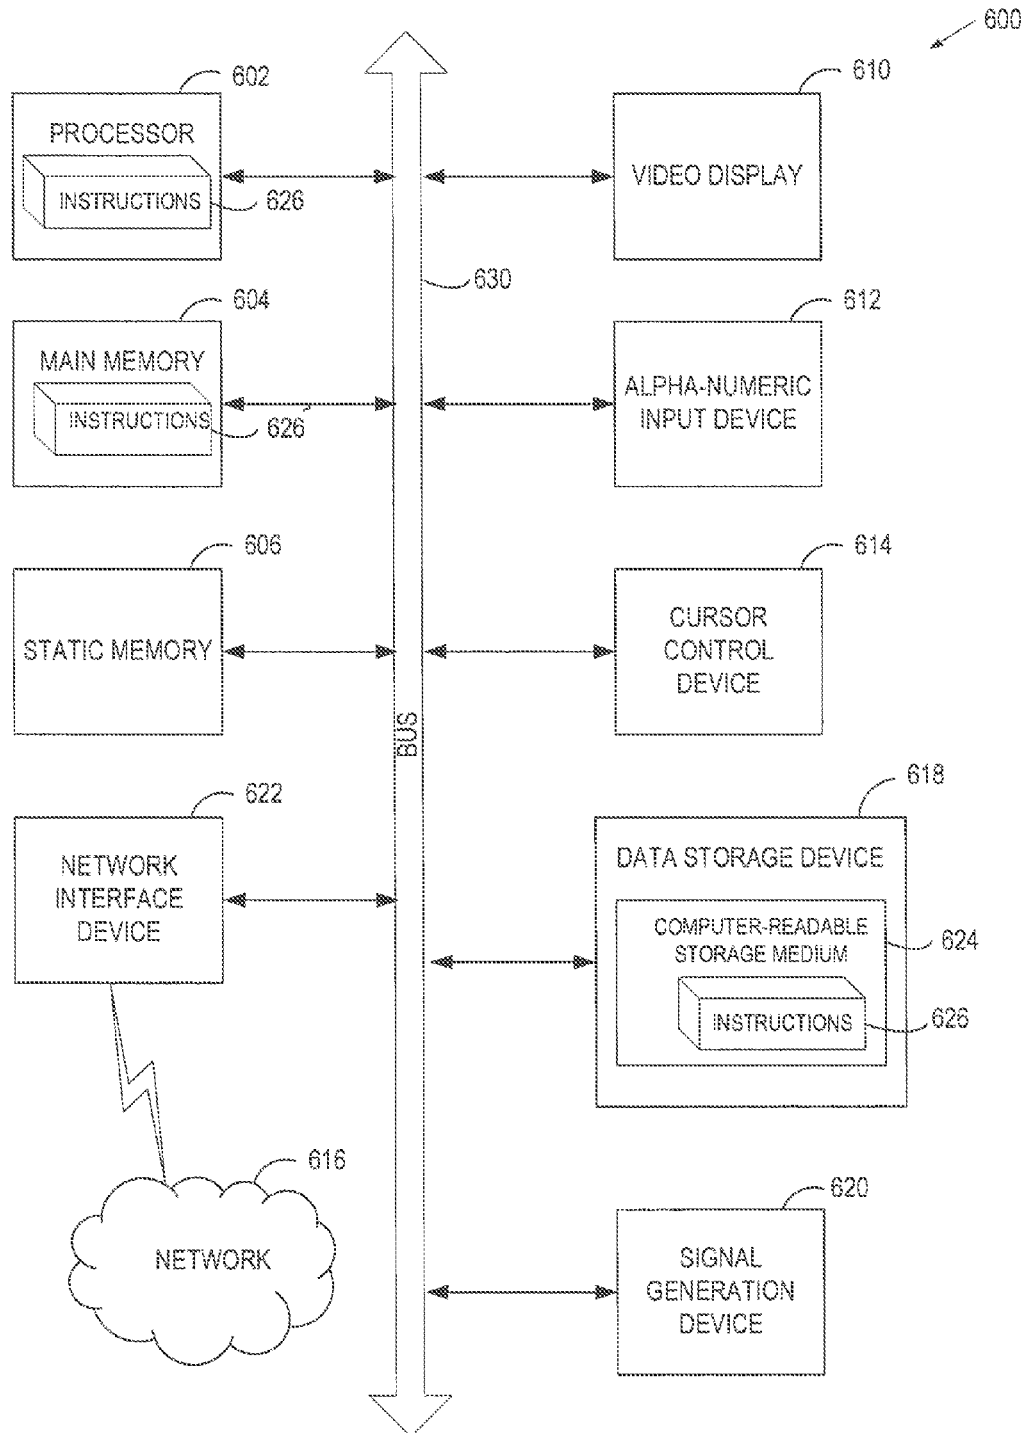 600
602
PROCESSOR
INSTRUCTIONS
626
610
VIDEO DISPLAY
630
604
MAIN MEMORY
INSTRUCTIONS
626
612
ALPHA-NUMERIC
INPUT DEVICE
606
STATIC MEMORY
614
CURSOR
CONTROL
DEVICE
BUS
622
NETWORK
INTERFACE
DEVICE
618
DATA STORAGE DEVICE
COMPUTER-READABLE
STORAGE MEDIUM
624
INSTRUCTIONS
626
616
NETWORK
620
SIGNAL
GENERATION
DEVICE